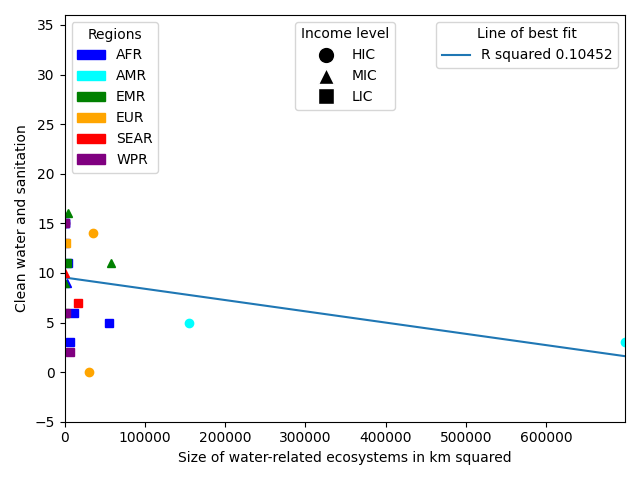 Regions
AFR
AMR
EMR
EUR
SEAR
WPR
Income level
HIC
MIC
LIC
Line of best fit
R squared 0.10452
Clean water and sanitation
35
30
25
20
15
10
5
0
−5
0
100000
200000
300000
400000
500000
600000
Size of water-related ecosystems in km squared